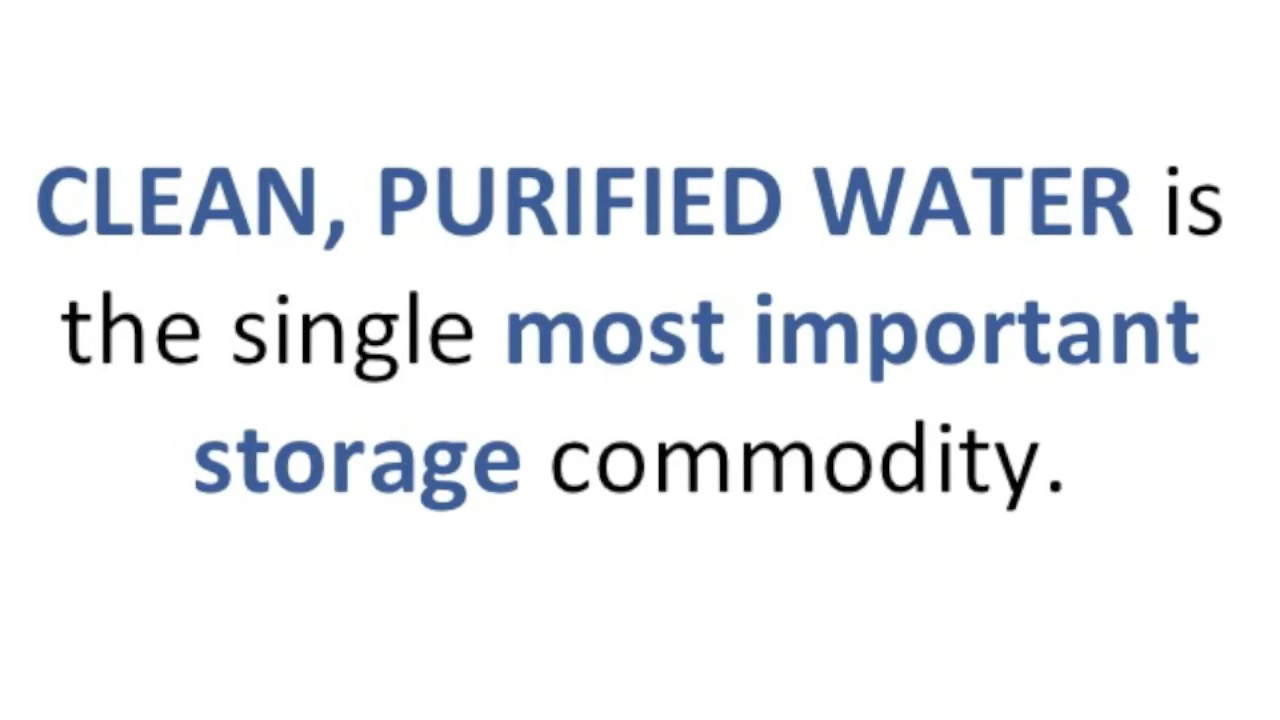 CLEAN, PURIFIED WATER is
the single most important
storage commodity.